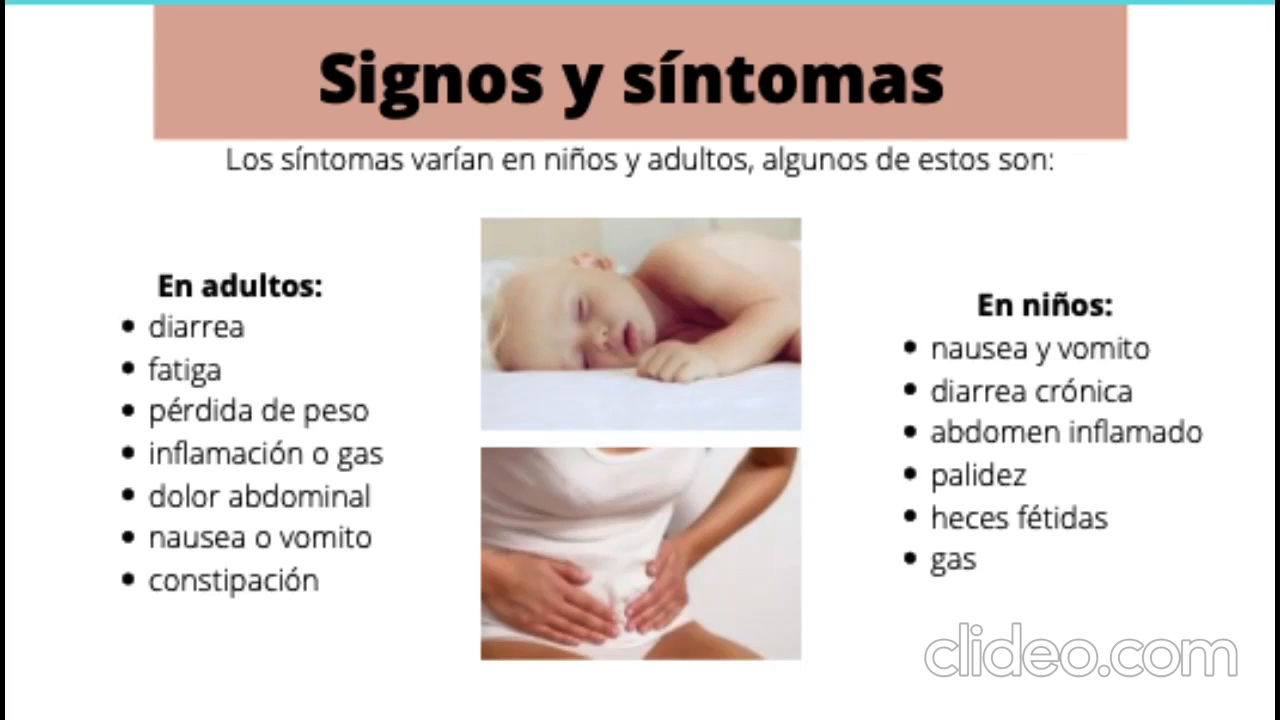 Signos y síntomas
Los síntomas varían en niños y adultos, algunos de estos son:
En adultos:
• diarrea
• fatiga
• pérdida de peso
• inflamación o gas
• dolor abdominal
• nausea o vomito
• constipación
En niños:
• nausea y vomito
• diarrea crónica
• abdomen inflamado
• palidez
• heces fétidas
• gas
clideo.com